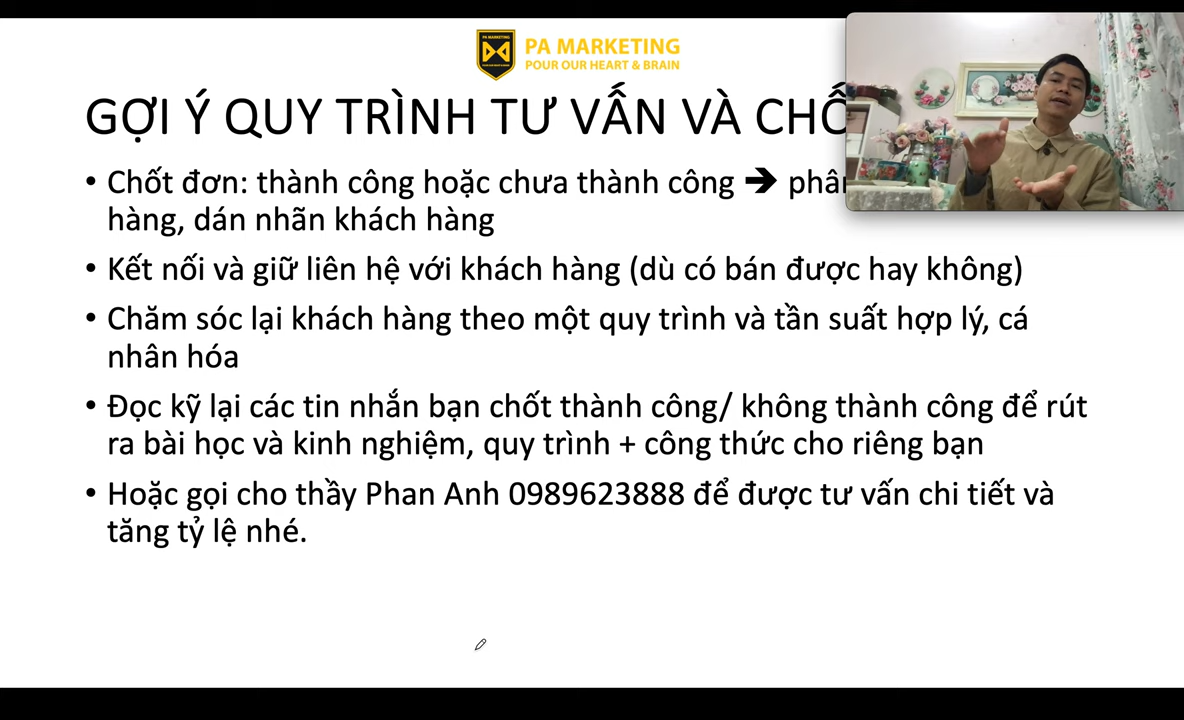 PA MARKETING
PA MARKETING
POUR OUR HEART & BRAIN
GỢI Ý QUY TRÌNH TƯ VẤN VÀ CHỐ
• Chốt đơn: thành công hoặc chưa thành công ➔ phân
hàng, dán nhãn khách hàng
• Kết nối và giữ liên hệ với khách hàng (dù có bán được hay không)
• Chăm sóc lại khách hàng theo một quy trình và tần suất hợp lý, cá
nhân hóa
• Đọc kỹ lại các tin nhắn bạn chốt thành công/ không thành công để rút
ra bài học và kinh nghiệm, quy trình + công thức cho riêng bạn
• Hoặc gọi cho thầy Phan Anh 0989623888 để được tư vấn chi tiết và
tăng tỷ lệ nhé.